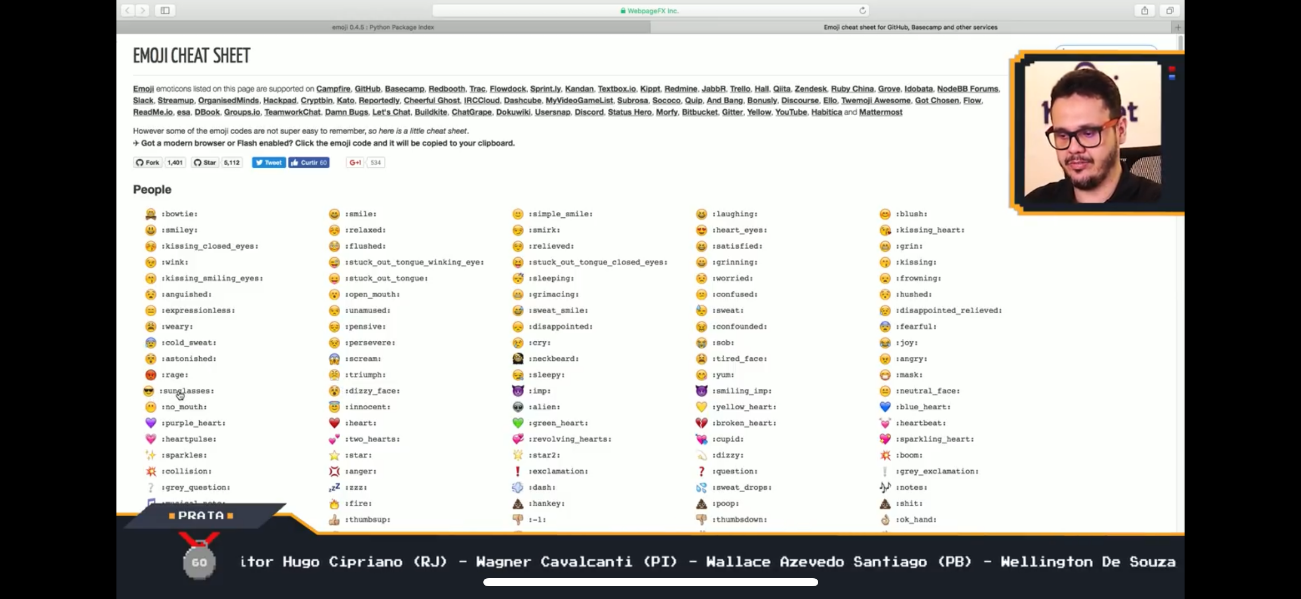 WebpageFX Inc.
emoji 0.4.5 : Python Package Index
Emoji cheat sheet for GitHub, Basecamp and other services
EMOJI CHEAT SHEET
Emoji emoticons listed on this page are supported on Campfire, GitHub, Basecamp, Redbooth, Trac, Flowdock, Sprint.ly, Kandan, Textbox.io, Kippt, Redmine, JabbR, Trello, Hall, Qiita, Zendesk, Ruby China, Grove, Idobata, NodeBB Forums,
Slack, Streamup, OrganisedMinds, Hackpad, Cryptbin, Kato, Reportedly, Cheerful Ghost, IRCCloud, Dashcube, MyVideoGameList, Subrosa, Sococo, Quip, And Bang, Bonusly, Discourse, Ello, Twemoji Awesome, Got Chosen, Flow,
ReadMe.io, esa, DBook, Groups.io, TeamworkChat, Damn Bugs, Let's Chat, Buildkite, ChatGrape, Dokuwiki, Usersnap, Discord, Status Hero, Morfy, Bitbucket, Gitter, Yellow, YouTube, Habitica and Mattermost
However some of the emoji codes are not super easy to remember, so here is a little cheat sheet.
✈ Got a modern browser or Flash enabled? Click the emoji code and it will be copied to your clipboard.
Fork 1,401 Star 5,112 Tweet Curtir 60 G+1 534
People
:bowtie: :smile: :simple_smile: :laughing: :blush:
:smiley: :relaxed: :smirk: :heart_eyes: :kissing_heart:
:kissing_closed_eyes: :flushed: :relieved: :satisfied: :grin:
:wink: :stuck_out_tongue_winking_eye: :stuck_out_tongue_closed_eyes: :grinning: :kissing:
:kissing_smiling_eyes: :stuck_out_tongue: :sleeping: :worried: :frowning:
:anguished: :open_mouth: :grimacing: :confused: :hushed:
:expressionless: :unamused: :sweat_smile: :sweat: :disappointed_relieved:
:weary: :pensive: :disappointed: :confounded: :fearful:
:cold_sweat: :persevere: :cry: :sob: :joy:
:astonished: :scream: :neckbeard: :tired_face: :angry:
:rage: :triumph: :sleepy: :yum: :mask:
:sunglasses: :dizzy_face: :imp: :smiling_imp: :neutral_face:
:no_mouth: :innocent: :alien: :yellow_heart: :blue_heart:
:purple_heart: :heart: :green_heart: :broken_heart: :heartbeat:
:heartpulse: :two_hearts: :revolving_hearts: :cupid: :sparkling_heart:
:sparkles: :star: :star2: :dizzy: :boom:
:collision: :anger: :exclamation: :question: :grey_exclamation:
:grey_question: :zzz: :dash: :sweat_drops: :notes:
:fire: :hankey: :poop: :shit:
:thumbsup: :-1: :thumbsdown: :ok_hand:
PRATA
GO
itor Hugo Cipriano (RJ) - Wagner Cavalcanti (PI) - Wallace Azevedo Santiago (PB) - Wellington De Souza